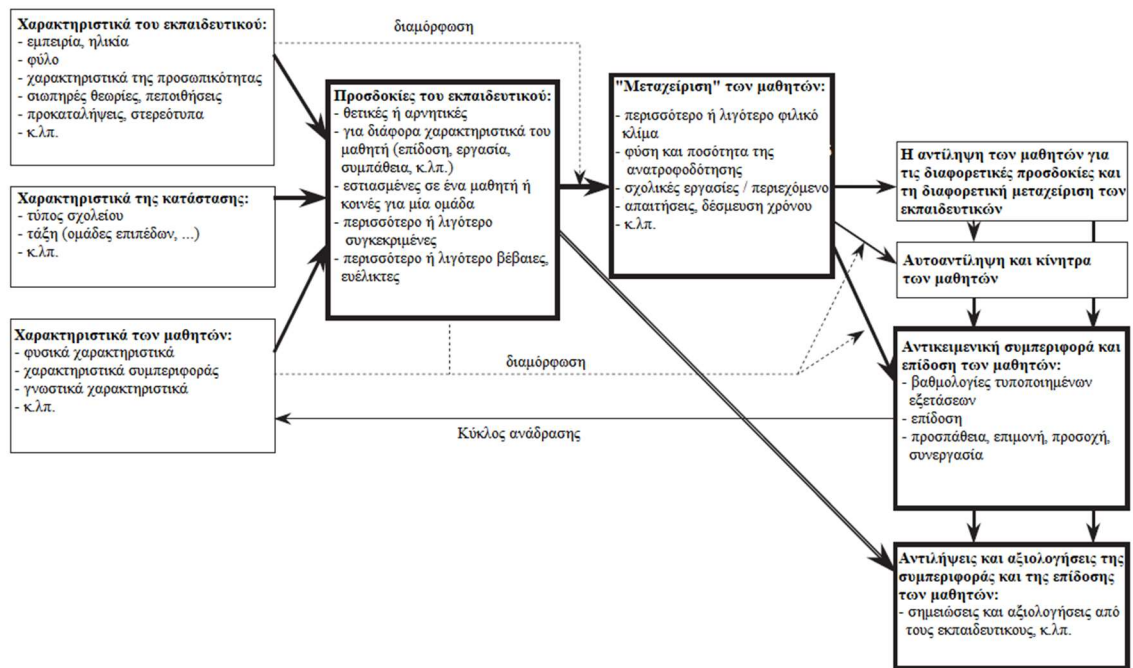 Χαρακτηριστικά του εκπαιδευτικού:
- εμπειρία, ηλικία
- φύλο
- χαρακτηριστικά της προσωπικότητας
- σιωπηρές θεωρίες, πεποιθήσεις
- προκαταλήψεις, στερεότυπα
- κ.λπ.
Χαρακτηριστικά της κατάστασης:
- τύπος σχολείου
- τάξη (ομάδες επιπέδων, ...)
- κ.λπ.
Χαρακτηριστικά των μαθητών:
- φυσικά χαρακτηριστικά
- χαρακτηριστικά συμπεριφοράς
- γνωστικά χαρακτηριστικά
- κ.λπ.
διαμόρφωση
Προσδοκίες του εκπαιδευτικού:
- θετικές ή αρνητικές
- για διάφορα χαρακτηριστικά του
μαθητή (επίδοση, εργασία,
συμπάθεια, κ.λπ.)
- εστιασμένες σε ένα μαθητή ή
κοινές για μία ομάδα
- περισσότερο ή λιγότερο
συγκεκριμένες
- περισσότερο ή λιγότερο βέβαιες,
ευέλικτες
"Μεταχείριση" των μαθητών:
- περισσότερο ή λιγότερο φιλικό
κλίμα
- φύση και ποσότητα της
ανατροφοδότησης
- σχολικές εργασίες / περιεχόμενο
- απαιτήσεις, δέσμευση χρόνου
- κ.λπ.
διαμόρφωση
Κύκλος ανάδρασης
Η αντίληψη των μαθητών για
τις διαφορετικές προσδοκίες και
τη διαφορετική μεταχείριση των
εκπαιδευτικών
Αυτοαντίληψη και κίνητρα
των μαθητών
Αντικειμενική συμπεριφορά και
επίδοση των μαθητών:
- βαθμολογίες τυποποιημένων
εξετάσεων
- επίδοση
- προσπάθεια, επιμονή, προσοχή,
συνεργασία
Αντιλήψεις και αξιολογήσεις της
συμπεριφοράς και της επίδοσης
των μαθητών:
- σημειώσεις και αξιολογήσεις από
τους εκπαιδευτικους, κ.λπ.